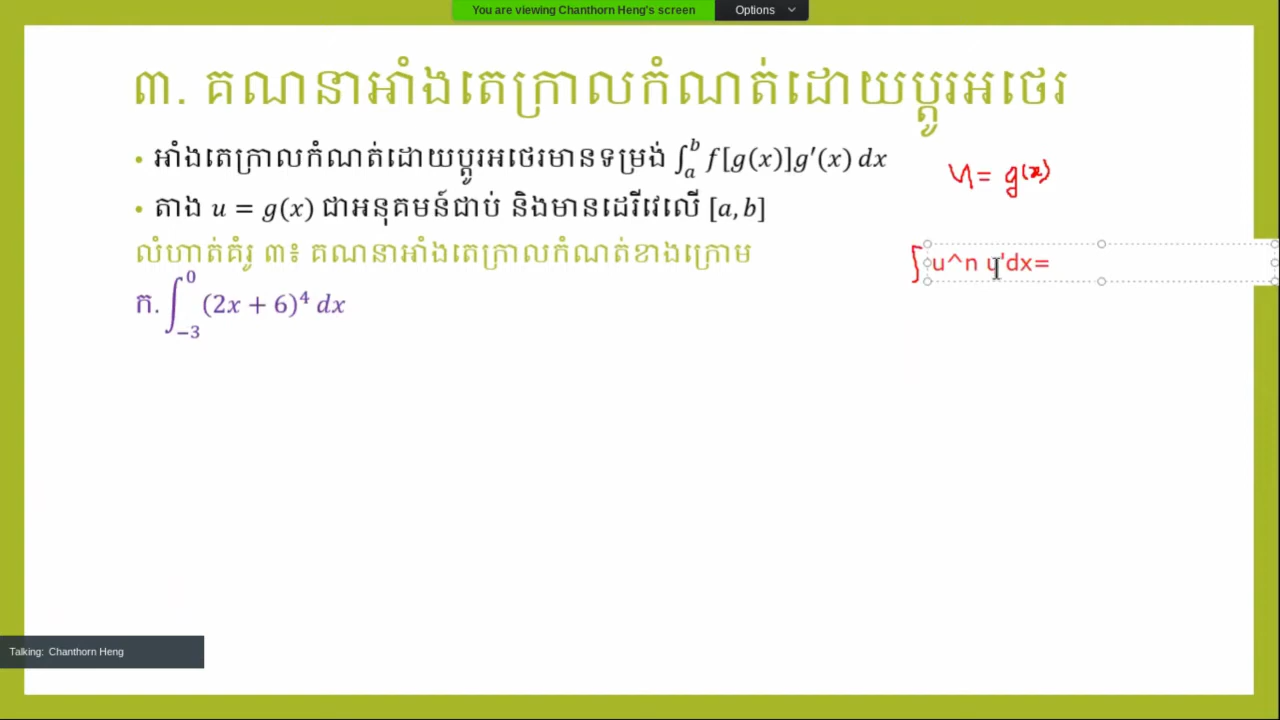 You are viewing Chanthorn Heng's screen Options
៣. គណនាអាំងតេក្រាលកំណត់ដោយប្តូរអថេរ
• អាំងតេក្រាលកំណត់ដោយប្តូរអថេរមានទម្រង់ ∫_a^b f[g(x)]g′(x) dx
u = g(x)
• តាង u = g(x) ជាអនុគមន៍ជាប់ និងមានដេរីវេលើ [a, b]
លំហាត់គំរូ ៣៖ គណនាអាំងតេក្រាលកំណត់ខាងក្រោម
∫ u^n u'dx=
ក. ∫_{−3}^0 (2x + 6)^4 dx
Talking: Chanthorn Heng